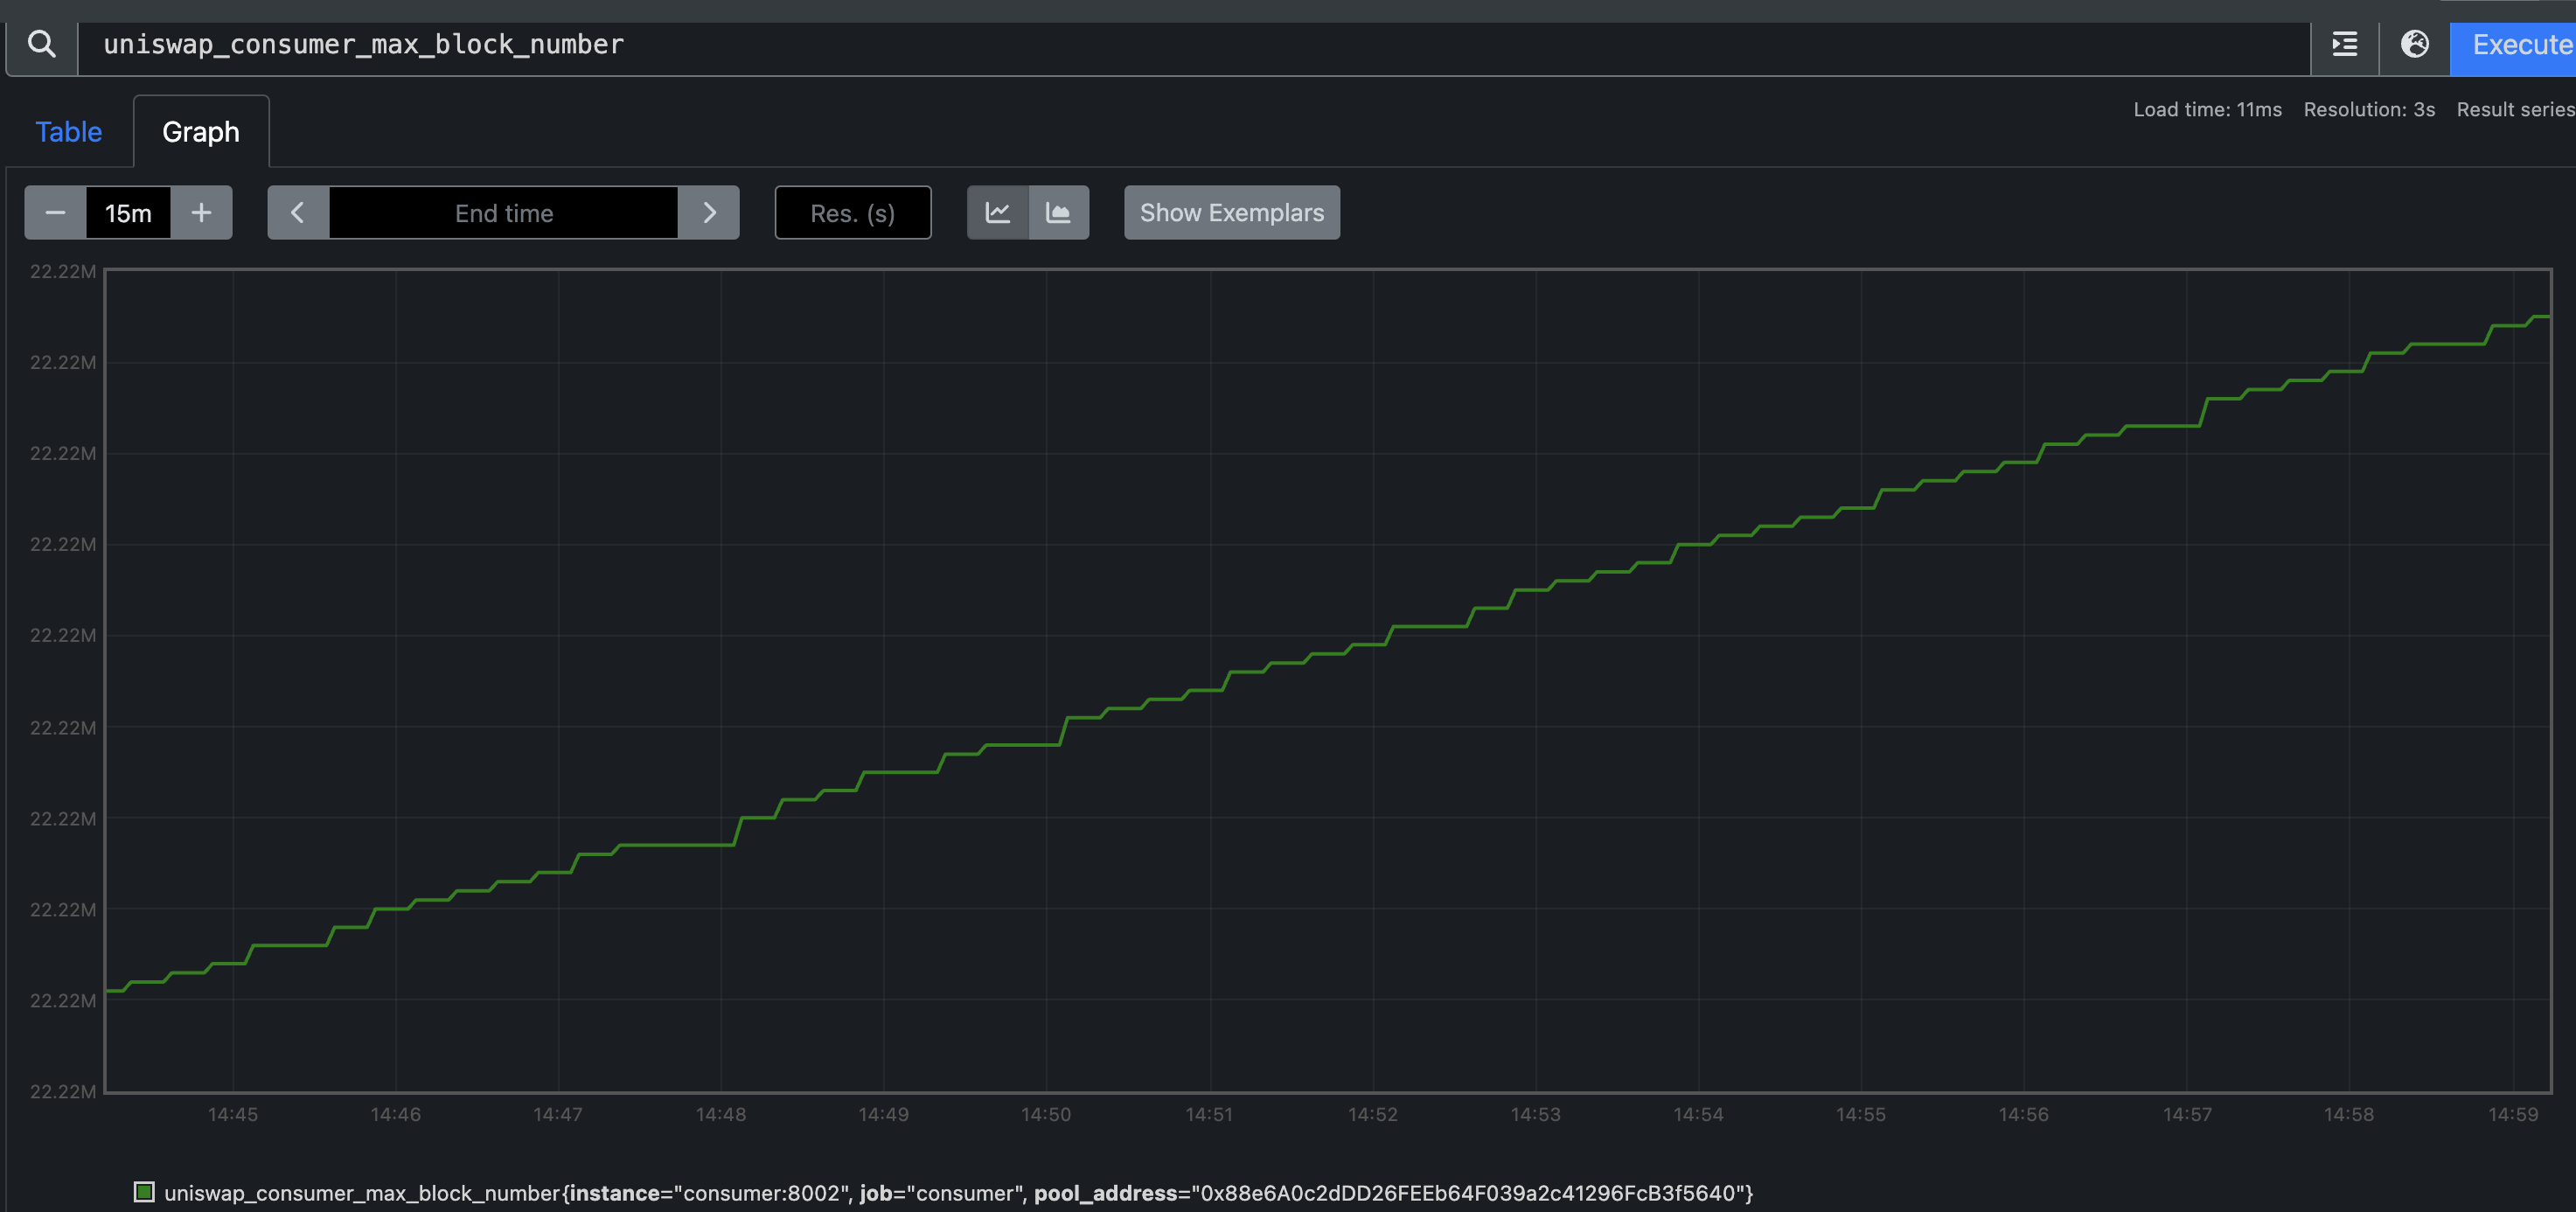 uniswap_consumer_max_block_number
Execute
Table
Graph
Load time: 11ms Resolution: 3s Result series
15m
End time
Res. (s)
Show Exemplars
22.22M
22.22M
22.22M
22.22M
22.22M
22.22M
22.22M
22.22M
22.22M
22.22M
14:45 14:46 14:47 14:48 14:49 14:50 14:51 14:52 14:53 14:54 14:55 14:56 14:57 14:58 14:59
uniswap_consumer_max_block_number{instance="consumer:8002", job="consumer", pool_address="0x88e6A0c2dDD26FEEb64F039a2c41296FcB3f5640"}